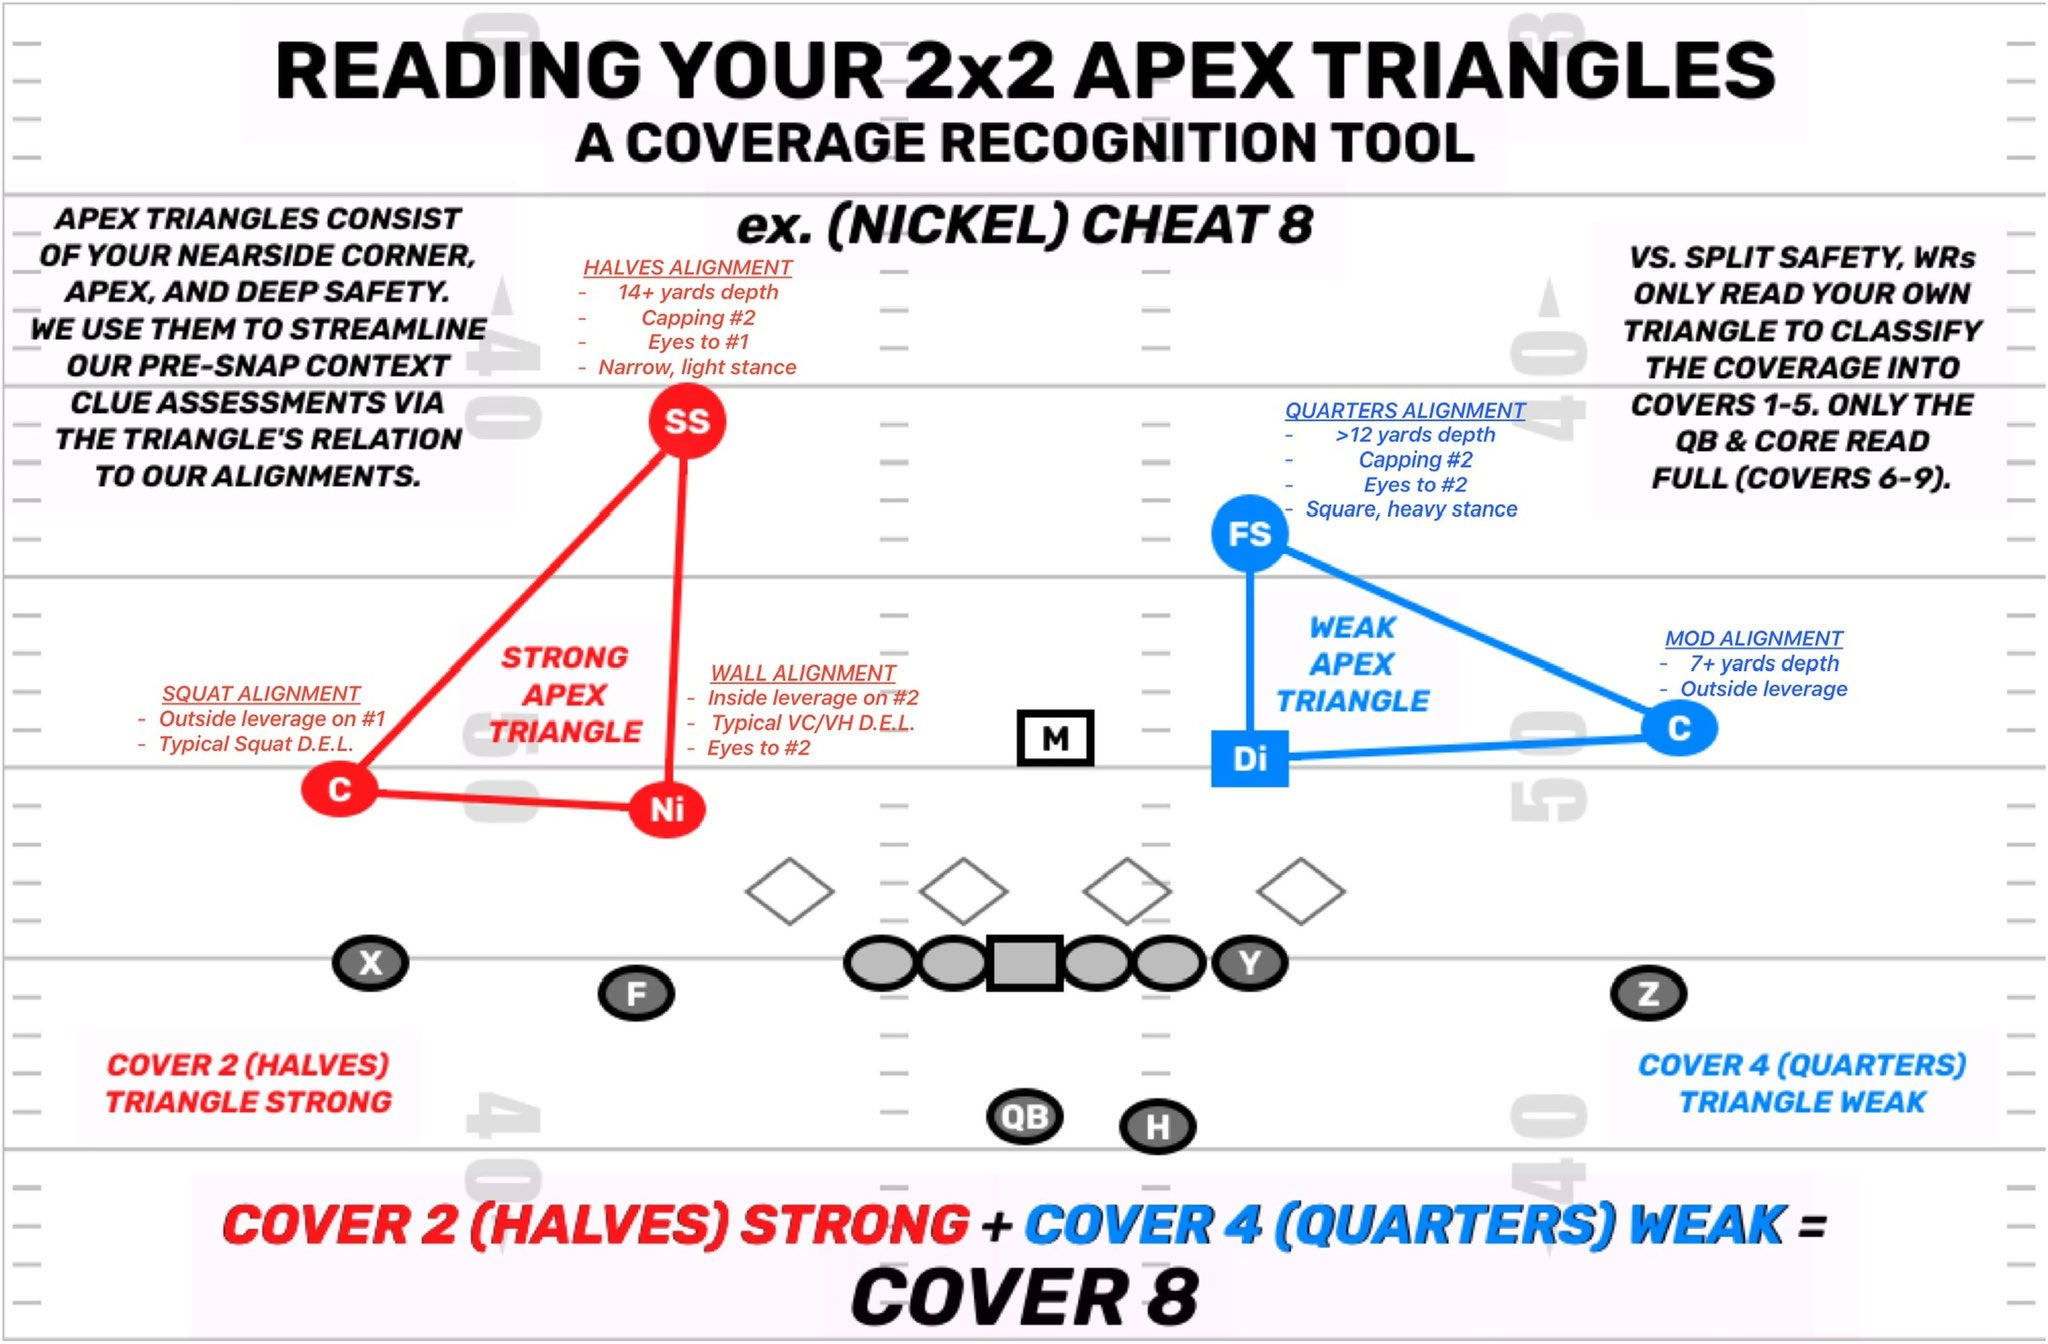 READING YOUR 2x2 APEX TRIANGLES
A COVERAGE RECOGNITION TOOL
ex. (NICKEL) CHEAT 8
APEX TRIANGLES CONSIST
OF YOUR NEARSIDE CORNER,
APEX, AND DEEP SAFETY.
WE USE THEM TO STREAMLINE
OUR PRE-SNAP CONTEXT
CLUE ASSESSMENTS VIA
THE TRIANGLE'S RELATION
TO OUR ALIGNMENTS.
HALVES ALIGNMENT
- 14+ yards depth
- Capping #2
- Eyes to #1
- Narrow, light stance
VS. SPLIT SAFETY, WRs
ONLY READ YOUR OWN
TRIANGLE TO CLASSIFY
THE COVERAGE INTO
COVERS 1-5. ONLY THE
QB & CORE READ
FULL (COVERS 6-9).
QUARTERS ALIGNMENT
- >12 yards depth
- Capping #2
- Eyes to #2
- Square, heavy stance
SS
FS
STRONG
APEX
TRIANGLE
WEAK
APEX
TRIANGLE
SQUAT ALIGNMENT
- Outside leverage on #1
- Typical Squat D.E.L.
WALL ALIGNMENT
- Inside leverage on #2
- Typical VC/VH D.E.L.
- Eyes to #2
MOD ALIGNMENT
- 7+ yards depth
- Outside leverage
C
Ni
M
Di
C
X
F
Y
Z
QB
H
40
40
50
50
40
40
COVER 2 (HALVES)
TRIANGLE STRONG
COVER 4 (QUARTERS)
TRIANGLE WEAK
COVER 2 (HALVES) STRONG + COVER 4 (QUARTERS) WEAK =
COVER 8